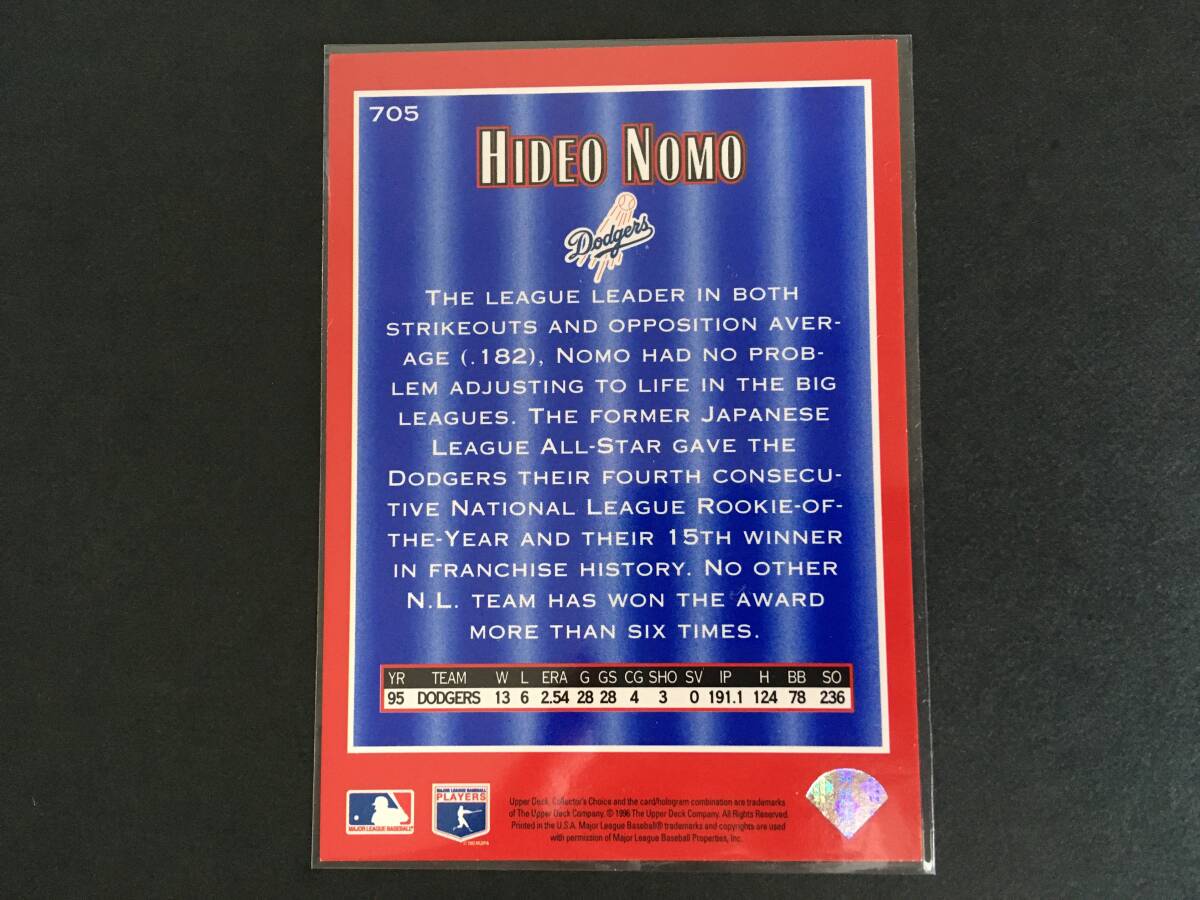 705
HIDEO NOMO
Dodgers
THE LEAGUE LEADER IN BOTH
STRIKEOUTS AND OPPOSITION AVER-
AGE (.182), NOMO HAD NO PROB-
LEM ADJUSTING TO LIFE IN THE BIG
LEAGUES. THE FORMER JAPANESE
LEAGUE ALL-STAR GAVE THE
DODGERS THEIR FOURTH CONSECU-
TIVE NATIONAL LEAGUE ROOKIE-OF-
THE-YEAR AND THEIR 15TH WINNER
IN FRANCHISE HISTORY. NO OTHER
N.L. TEAM HAS WON THE AWARD
MORE THAN SIX TIMES.
YR TEAM W L ERA G GS CG SHO SV IP H BB SO
95 DODGERS 13 6 2.54 28 28 4 3 0 191.1 124 78 236
MAJOR LEAGUE BASEBALL
MAJOR LEAGUE BASEBALL
PLAYERS
Upper Deck, Collector's Choice and the card/hologram combination are trademarks
of The Upper Deck Company. © 1996 The Upper Deck Company. All Rights Reserved.
Printed in the U.S.A. Major League Baseball® trademarks and copyrights are used
with permission of Major League Baseball Properties, Inc.